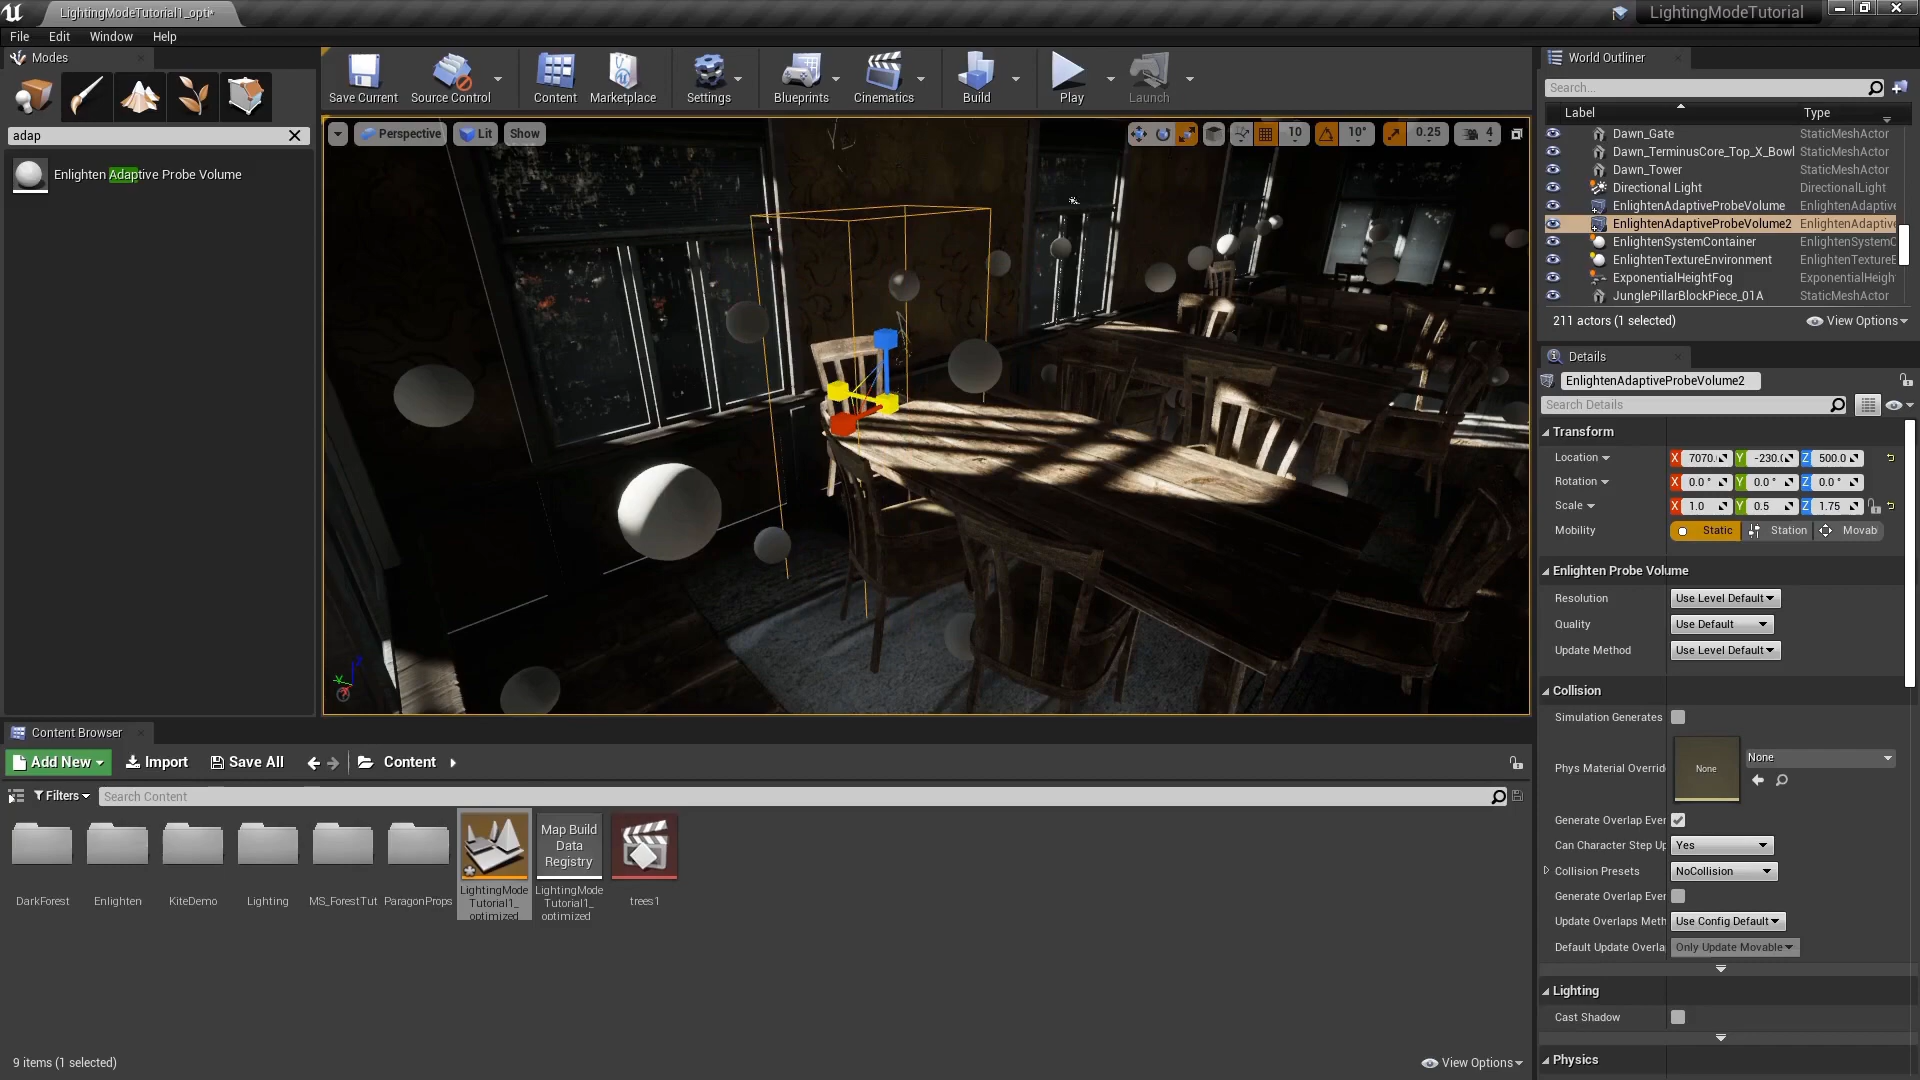 LightingModeTutorial1_opti•
LightingModeTutorial
File Edit Window Help
Modes
adap
Enlighten Adaptive Probe Volume
Save Current
Source Control
Content
Marketplace
Settings
Blueprints
Cinematics
Build
Play
Launch
Perspective
Lit
Show
10
10°
0.25
4
World Outliner
Search...
Label Type
Dawn_Gate StaticMeshActor
Dawn_TerminusCore_Top_X_Bowl StaticMeshActor
Dawn_Tower StaticMeshActor
Directional Light DirectionalLight
EnlightenAdaptiveProbeVolume EnlightenAdaptive
EnlightenAdaptiveProbeVolume2 EnlightenAdaptive
EnlightenSystemContainer EnlightenSystemC
EnlightenTextureEnvironment EnlightenTextureE
ExponentialHeightFog ExponentialHeigh
JunglePillarBlockPiece_01A StaticMeshActor
211 actors (1 selected)
View Options
Details
EnlightenAdaptiveProbeVolume2
Search Details
Transform
Location X 7070. Y -230.0 Z 500.0
Rotation X 0.0 ° Y 0.0 ° Z 0.0 °
Scale X 1.0 Y 0.5 Z 1.75
Mobility Static Station Movab
Enlighten Probe Volume
Resolution Use Level Default
Quality Use Default
Update Method Use Level Default
Collision
Simulation Generates
Phys Material Overrid None None
Generate Overlap Ever
Can Character Step Up Yes
Collision Presets NoCollision
Generate Overlap Ever
Update Overlaps Meth Use Config Default
Default Update Overla Only Update Movable
Lighting
Cast Shadow
Physics
Content Browser
Add New Import Save All Content
Filters Search Content
Map Build
Data
Registry
DarkForest
Enlighten
KiteDemo
Lighting
MS_ForestTut
ParagonProps
LightingMode
Tutorial1_
optimized
LightingMode
Tutorial1_
optimized
trees1
9 items (1 selected)
View Options